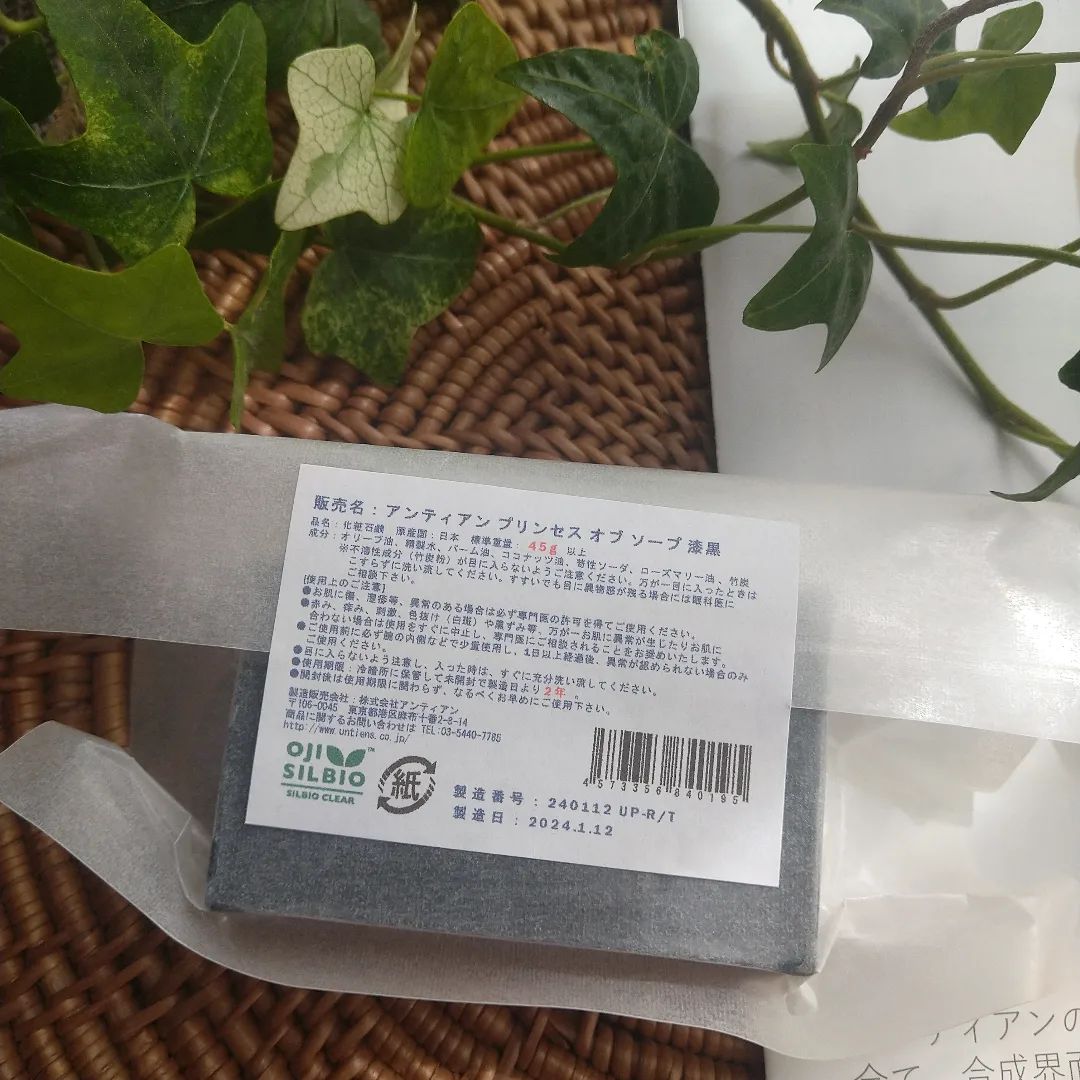 販売名：アンティアン プリンセス オブ ソープ 漆黒
品名：化粧石鹸　原産国：日本　標準重量：45g 以上
成分：オリーブ油、精製水、パーム油、ココナッツ油、苛性ソーダ、ローズマリー油、竹炭
※不溶性成分（竹炭粉）が目に入らないようご注意ください。万が一目に入ったときは
こすらずに洗い流してください。すすいでも目に異物感が残る場合には眼科医に
ご相談下さい。
[使用上のご注意]
●お肌に傷、湿疹等、異常のある場合は必ず専門医の許可を得てご使用ください。
●赤み、痒み、刺激、色抜け（白斑）や黒ずみ等、万が一お肌に異常が生じたりお肌に
合わない場合は使用をすぐに中止し、専門医にご相談されることをお奨めいたします。
●ご使用前に必ず腕の内側などで少量使用し、1日以上経過後、異常が認められない場合のみ
ご使用ください。
●目に入らないよう注意し、入った時は、すぐに充分洗い流してください。
●使用期限：冷暗所に保管して未開封で製造日より2年。
●開封後は使用期限に関わらず、なるべくお早めにご使用下さい。
製造販売会社：株式会社アンティアン
〒106-0045　東京都港区麻布十番2-8-14
商品に関するお問い合わせは TEL:03-5440-7786
http://www.untiens.co.jp/
OJI
SILBIO™
SILBIO CLEAR
紙
4573358840195
製造番号：240112 UP-R/T
製造日：2024.1.12
ティアンの
全て、合成界面